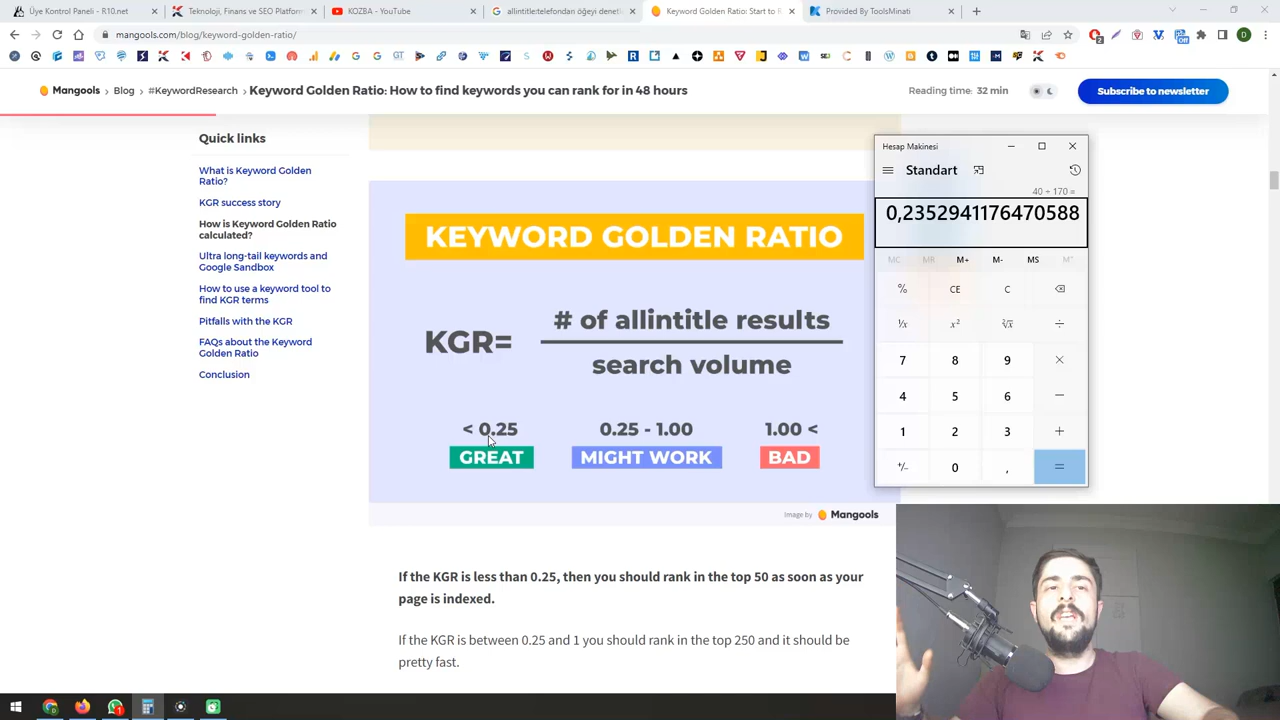 Üye Kontrol Paneli - R10.net
Teknoloji, Finans ve SEO Platform
KOZBA - YouTube
allintitle:telefondan öğeyi denetl
Keyword Golden Ratio: Start to R
Provided By ToolsMinati
mangools.com/blog/keyword-golden-ratio/
Mangools
Blog
#KeywordResearch
Keyword Golden Ratio: How to find keywords you can rank for in 48 hours
Reading time: 32 min
Subscribe to newsletter
Quick links
What is Keyword Golden
Ratio?
KGR success story
How is Keyword Golden Ratio
calculated?
Ultra long-tail keywords and
Google Sandbox
How to use a keyword tool to
find KGR terms
Pitfalls with the KGR
FAQs about the Keyword
Golden Ratio
Conclusion
KEYWORD GOLDEN RATIO
KGR=
# of allintitle results
search volume
< 0.25
0.25 - 1.00
1.00 <
GREAT
MIGHT WORK
BAD
Image by Mangools
If the KGR is less than 0.25, then you should rank in the top 50 as soon as your
page is indexed.
If the KGR is between 0.25 and 1 you should rank in the top 250 and it should be
pretty fast.
Hesap Makinesi
Standart
40 ÷ 170 =
0,2352941176470588
MC MR M+ M- MS M˅
% CE C
¹/x x² ²√x ÷
7 8 9 ×
4 5 6 −
1 2 3 +
+/− 0 , =